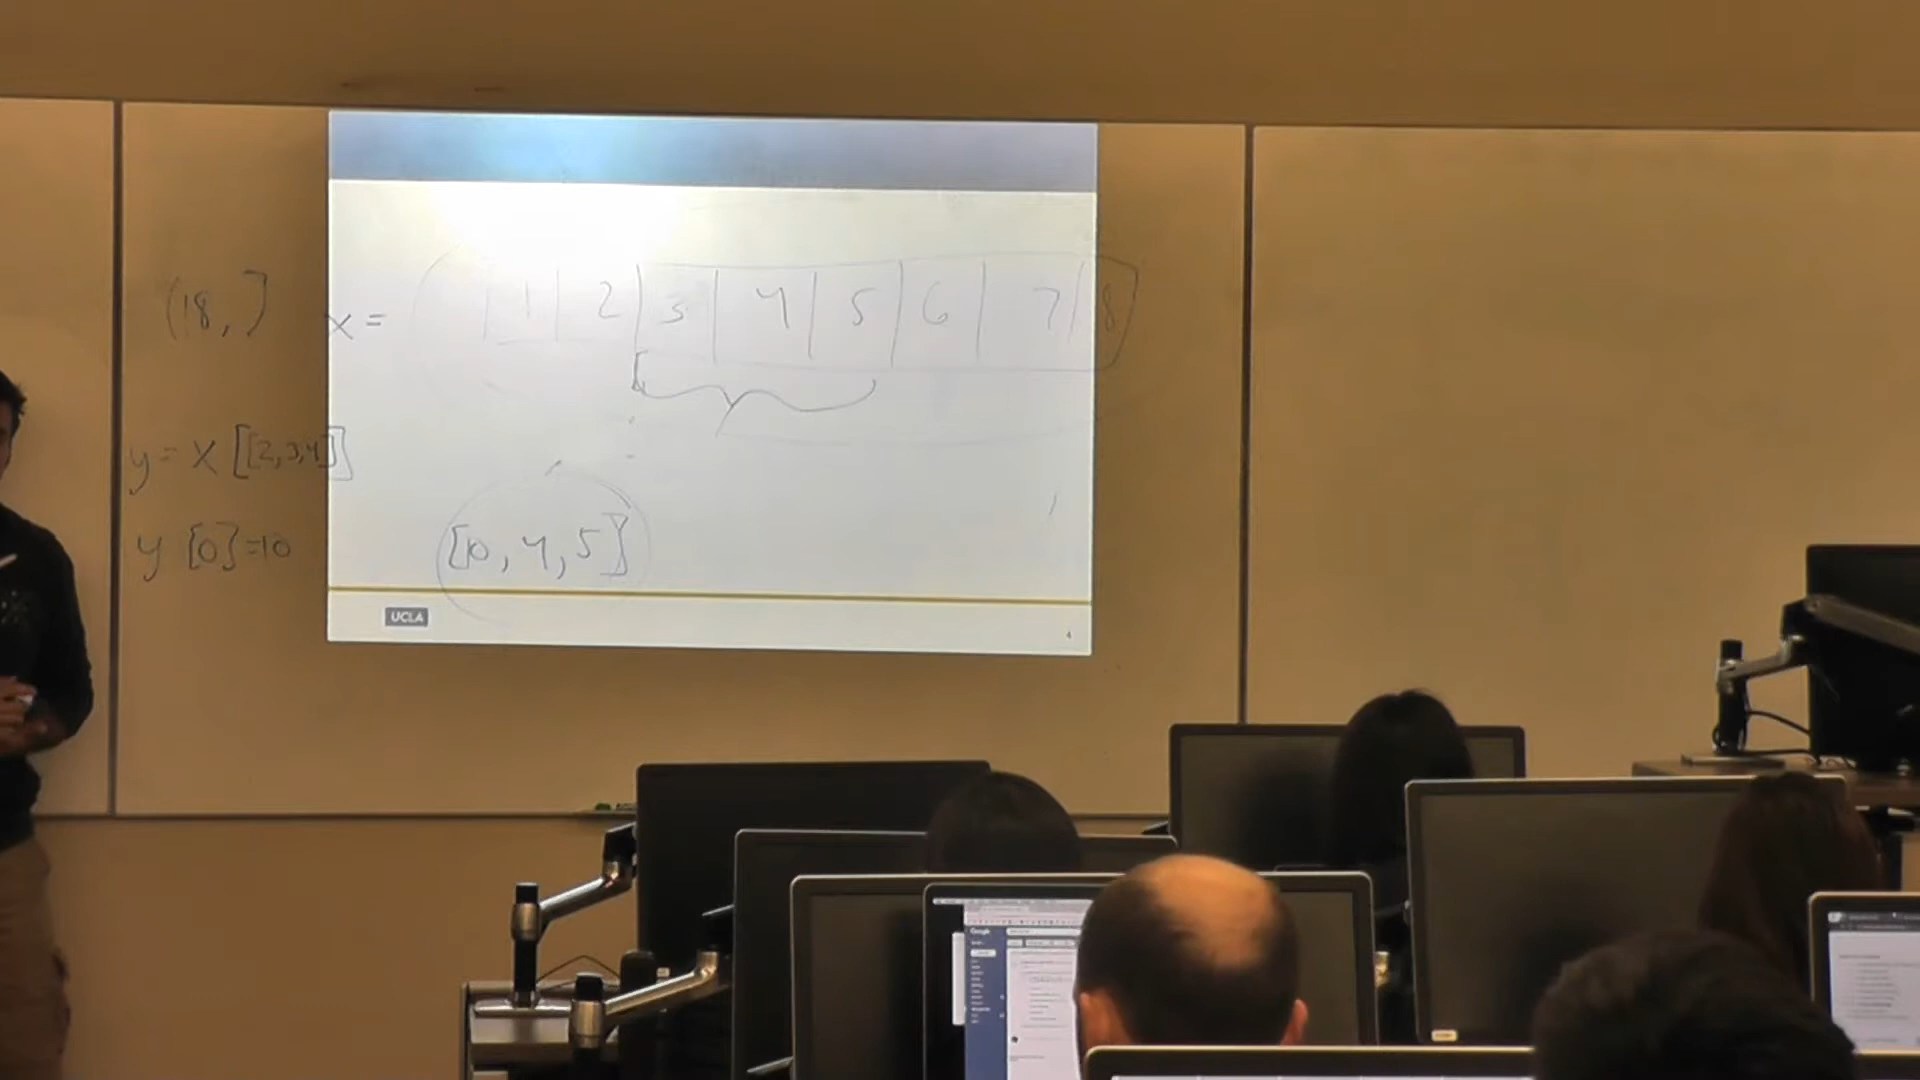 (18, ]
x = 1 2 3 4 5 6 7 8
y = x [[2,3,4]]
y [0]=10
[10, 4, 5]
UCLA
4
Google